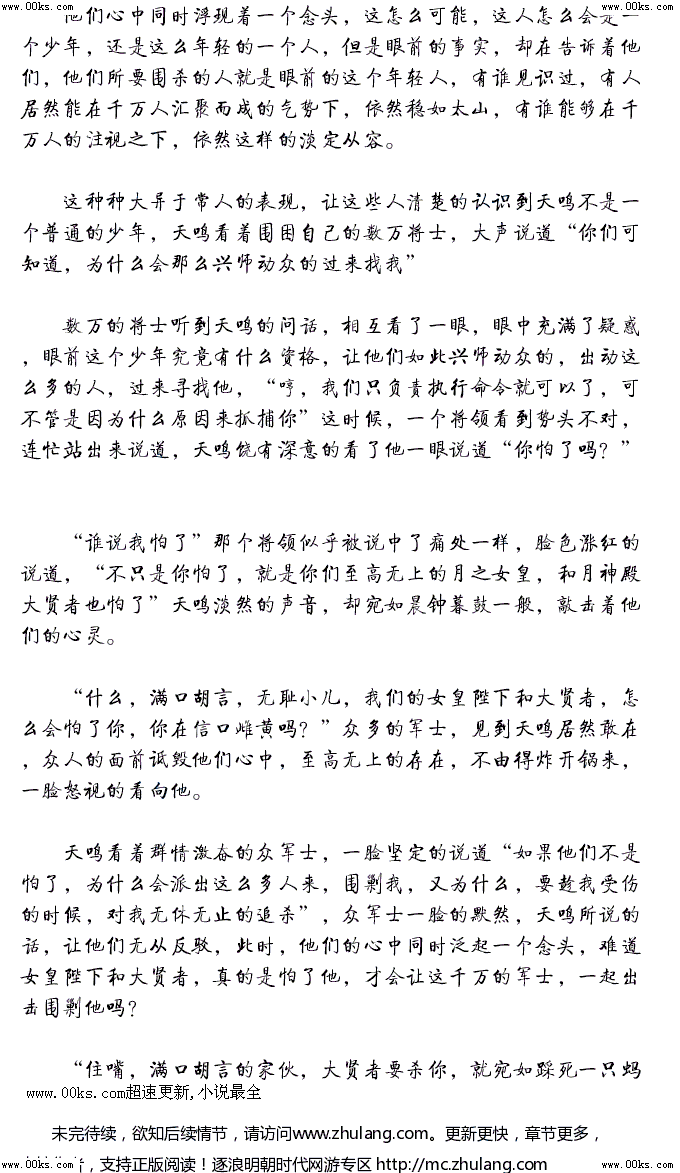 www.00ks.com www.00ks.com
他们心中同时浮现着一个念头，这怎么可能，这人怎么会是一
个少年，还是这么年轻的一个人，但是眼前的事实，却在告诉着他
们，他们所要围杀的人就是眼前的这个年轻人，有谁见识过，有人
居然能在千万人汇聚而成的气势下，依然稳如太山，有谁能够在千
万人的注视之下，依然这样的淡定从容。
这种种大异于常人的表现，让这些人清楚的认识到天鸣不是一
个普通的少年，天鸣看着围困自己的数万将士，大声说道“你们可
知道，为什么会那么兴师动众的过来找我”
数万的将士听到天鸣的问话，相互看了一眼，眼中充满了疑惑
，眼前这个少年究竟有什么资格，让他们如此兴师动众的，出动这
么多的人，过来寻找他，“哼，我们只负责执行命令就可以了，可
不管是因为什么原因来抓捕你”这时候，一个将领看到势头不对，
连忙站出来说道，天鸣饶有深意的看了他一眼说道“你怕了吗？”
“谁说我怕了”那个将领似乎被说中了痛处一样，脸色涨红的
说道，“不只是你怕了，就是你们至高无上的月之女皇，和月神殿
大贤者也怕了”天鸣淡然的声音，却宛如晨钟暮鼓一般，敲击着他
们的心灵。
“什么，满口胡言，无耻小儿，我们的女皇陛下和大贤者，怎
么会怕了你，你在信口雌黄吗？”众多的军士，见到天鸣居然敢在
，众人的面前诋毁他们心中，至高无上的存在，不由得炸开锅来，
一脸怒视的看向他。
天鸣看着群情激奋的众军士，一脸坚定的说道“如果他们不是
怕了，为什么会派出这么多人来，围剿我，又为什么，要趁我受伤
的时候，对我无休无止的追杀”，众军士一脸的默然，天鸣所说的
话，让他们无从反驳，此时，他们的心中同时泛起一个念头，难道
女皇陛下和大贤者，真的是怕了他，才会让这千万的军士，一起出
击围剿他吗？
“住嘴，满口胡言的家伙，大贤者要杀你，就宛如踩死一只蚂
www.00ks.com超速更新,小说最全
未完待续，欲知后续情节，请访问www.zhulang.com。更新更快，章节更多，
，支持正版阅读！逐浪明朝时代网游专区 http://mc.zhulang.com
www.00ks.com www.00ks.com